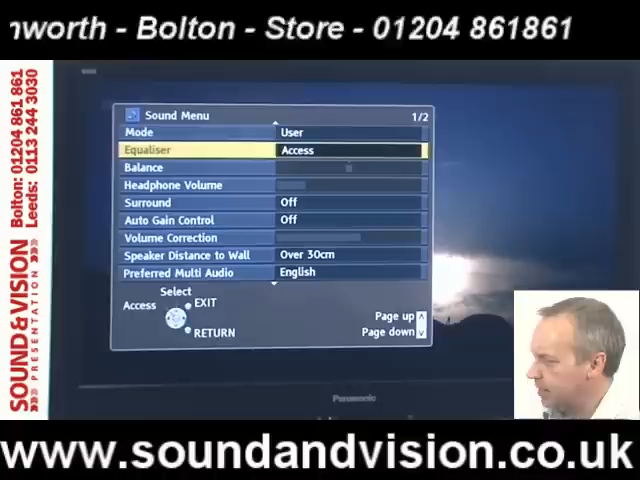 nworth - Bolton - Store - 01204 861861
SOUND & VISION
PRESENTATION
Bolton: 01204 861 861
Leeds: 0113 244 3030
Sound Menu 1/2
Mode User
Equaliser Access
Balance
Headphone Volume
Surround Off
Auto Gain Control Off
Volume Correction
Speaker Distance to Wall Over 30cm
Preferred Multi Audio English
Select
Access EXIT
RETURN
Page up
Page down
Panasonic
www.soundandvision.co.uk